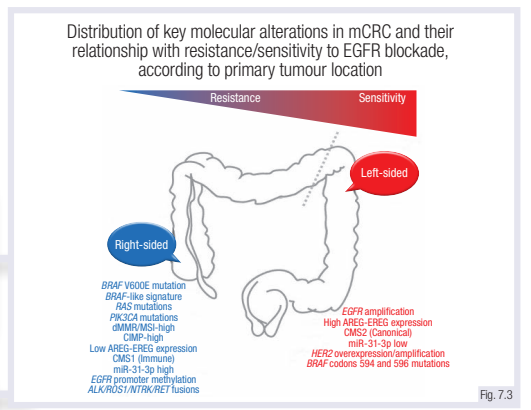 Distribution of key molecular alterations in mCRC and their
relationship with resistance/sensitivity to EGFR blockade,
according to primary tumour location
Resistance
Sensitivity
Left-sided
Right-sided
BRAF V600E mutation
BRAF-like signature
RAS mutations
PIK3CA mutations
dMMR/MSI-high
CIMP-high
Low AREG-EREG expression
CMS1 (Immune)
miR-31-3p high
EGFR promoter methylation
ALK/ROS1/NTRK/RET fusions
EGFR amplification
High AREG-EREG expression
CMS2 (Canonical)
miR-31-3p low
HER2 overexpression/amplification
BRAF codons 594 and 596 mutations
Fig. 7.3